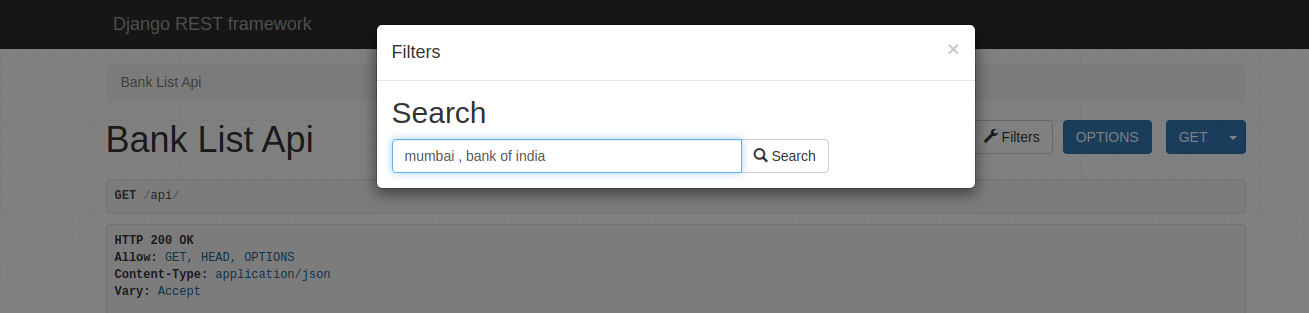 Django REST framework
Filters ×
Bank List Api
Search
Bank List Api
mumbai , bank of india Search
Filters OPTIONS GET
GET /api/
HTTP 200 OK
Allow: GET, HEAD, OPTIONS
Content-Type: application/json
Vary: Accept